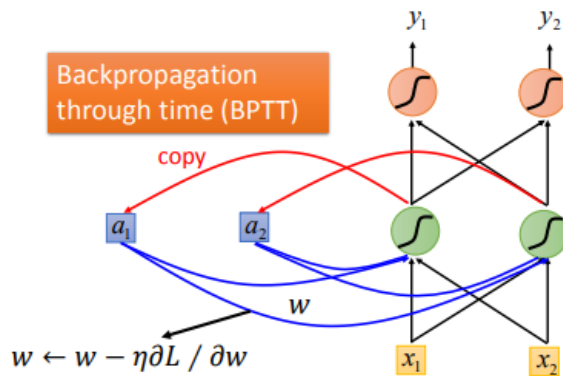 y₁ y₂
Backpropagation
through time (BPTT)
copy
a₁ a₂
w
w ← w − η∂L / ∂w
x₁ x₂